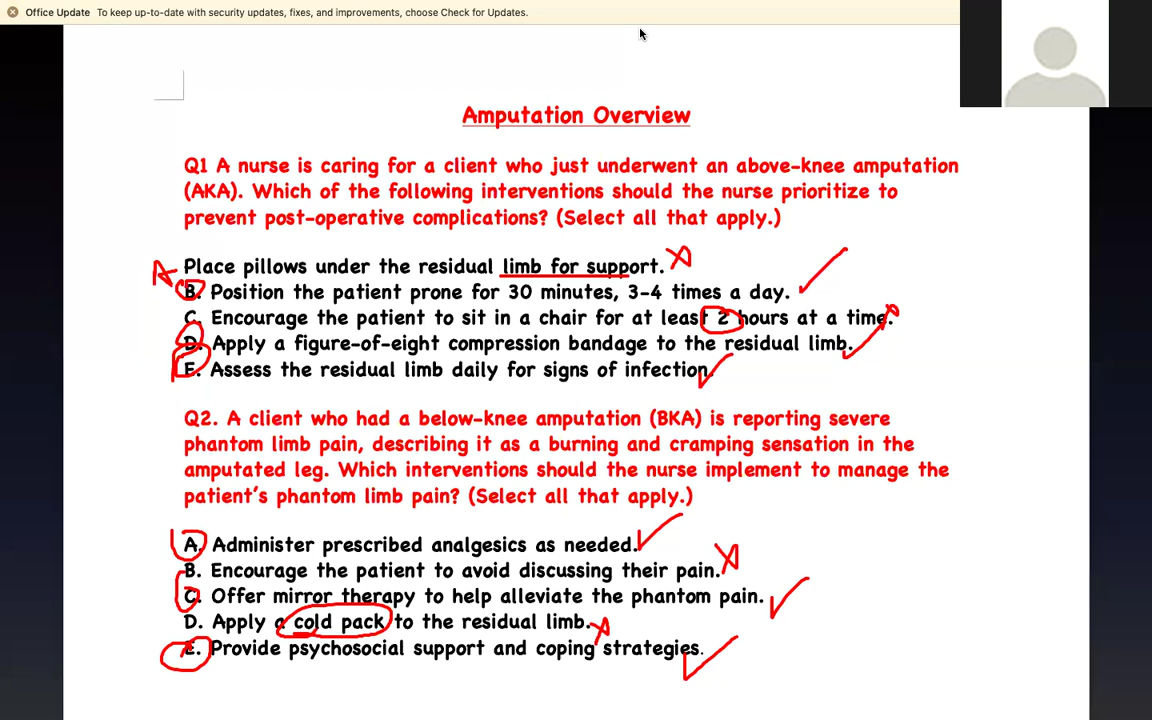 Office Update To keep up-to-date with security updates, fixes, and improvements, choose Check for Updates.
Amputation Overview
Q1 A nurse is caring for a client who just underwent an above-knee amputation
(AKA). Which of the following interventions should the nurse prioritize to
prevent post-operative complications? (Select all that apply.)
A Place pillows under the residual limb for support.
B. Position the patient prone for 30 minutes, 3-4 times a day.
C. Encourage the patient to sit in a chair for at least 2 hours at a time.
D. Apply a figure-of-eight compression bandage to the residual limb.
E. Assess the residual limb daily for signs of infection.
Q2. A client who had a below-knee amputation (BKA) is reporting severe
phantom limb pain, describing it as a burning and cramping sensation in the
amputated leg. Which interventions should the nurse implement to manage the
patient's phantom limb pain? (Select all that apply.)
A. Administer prescribed analgesics as needed.
B. Encourage the patient to avoid discussing their pain.
C. Offer mirror therapy to help alleviate the phantom pain.
D. Apply a cold pack to the residual limb.
E. Provide psychosocial support and coping strategies.